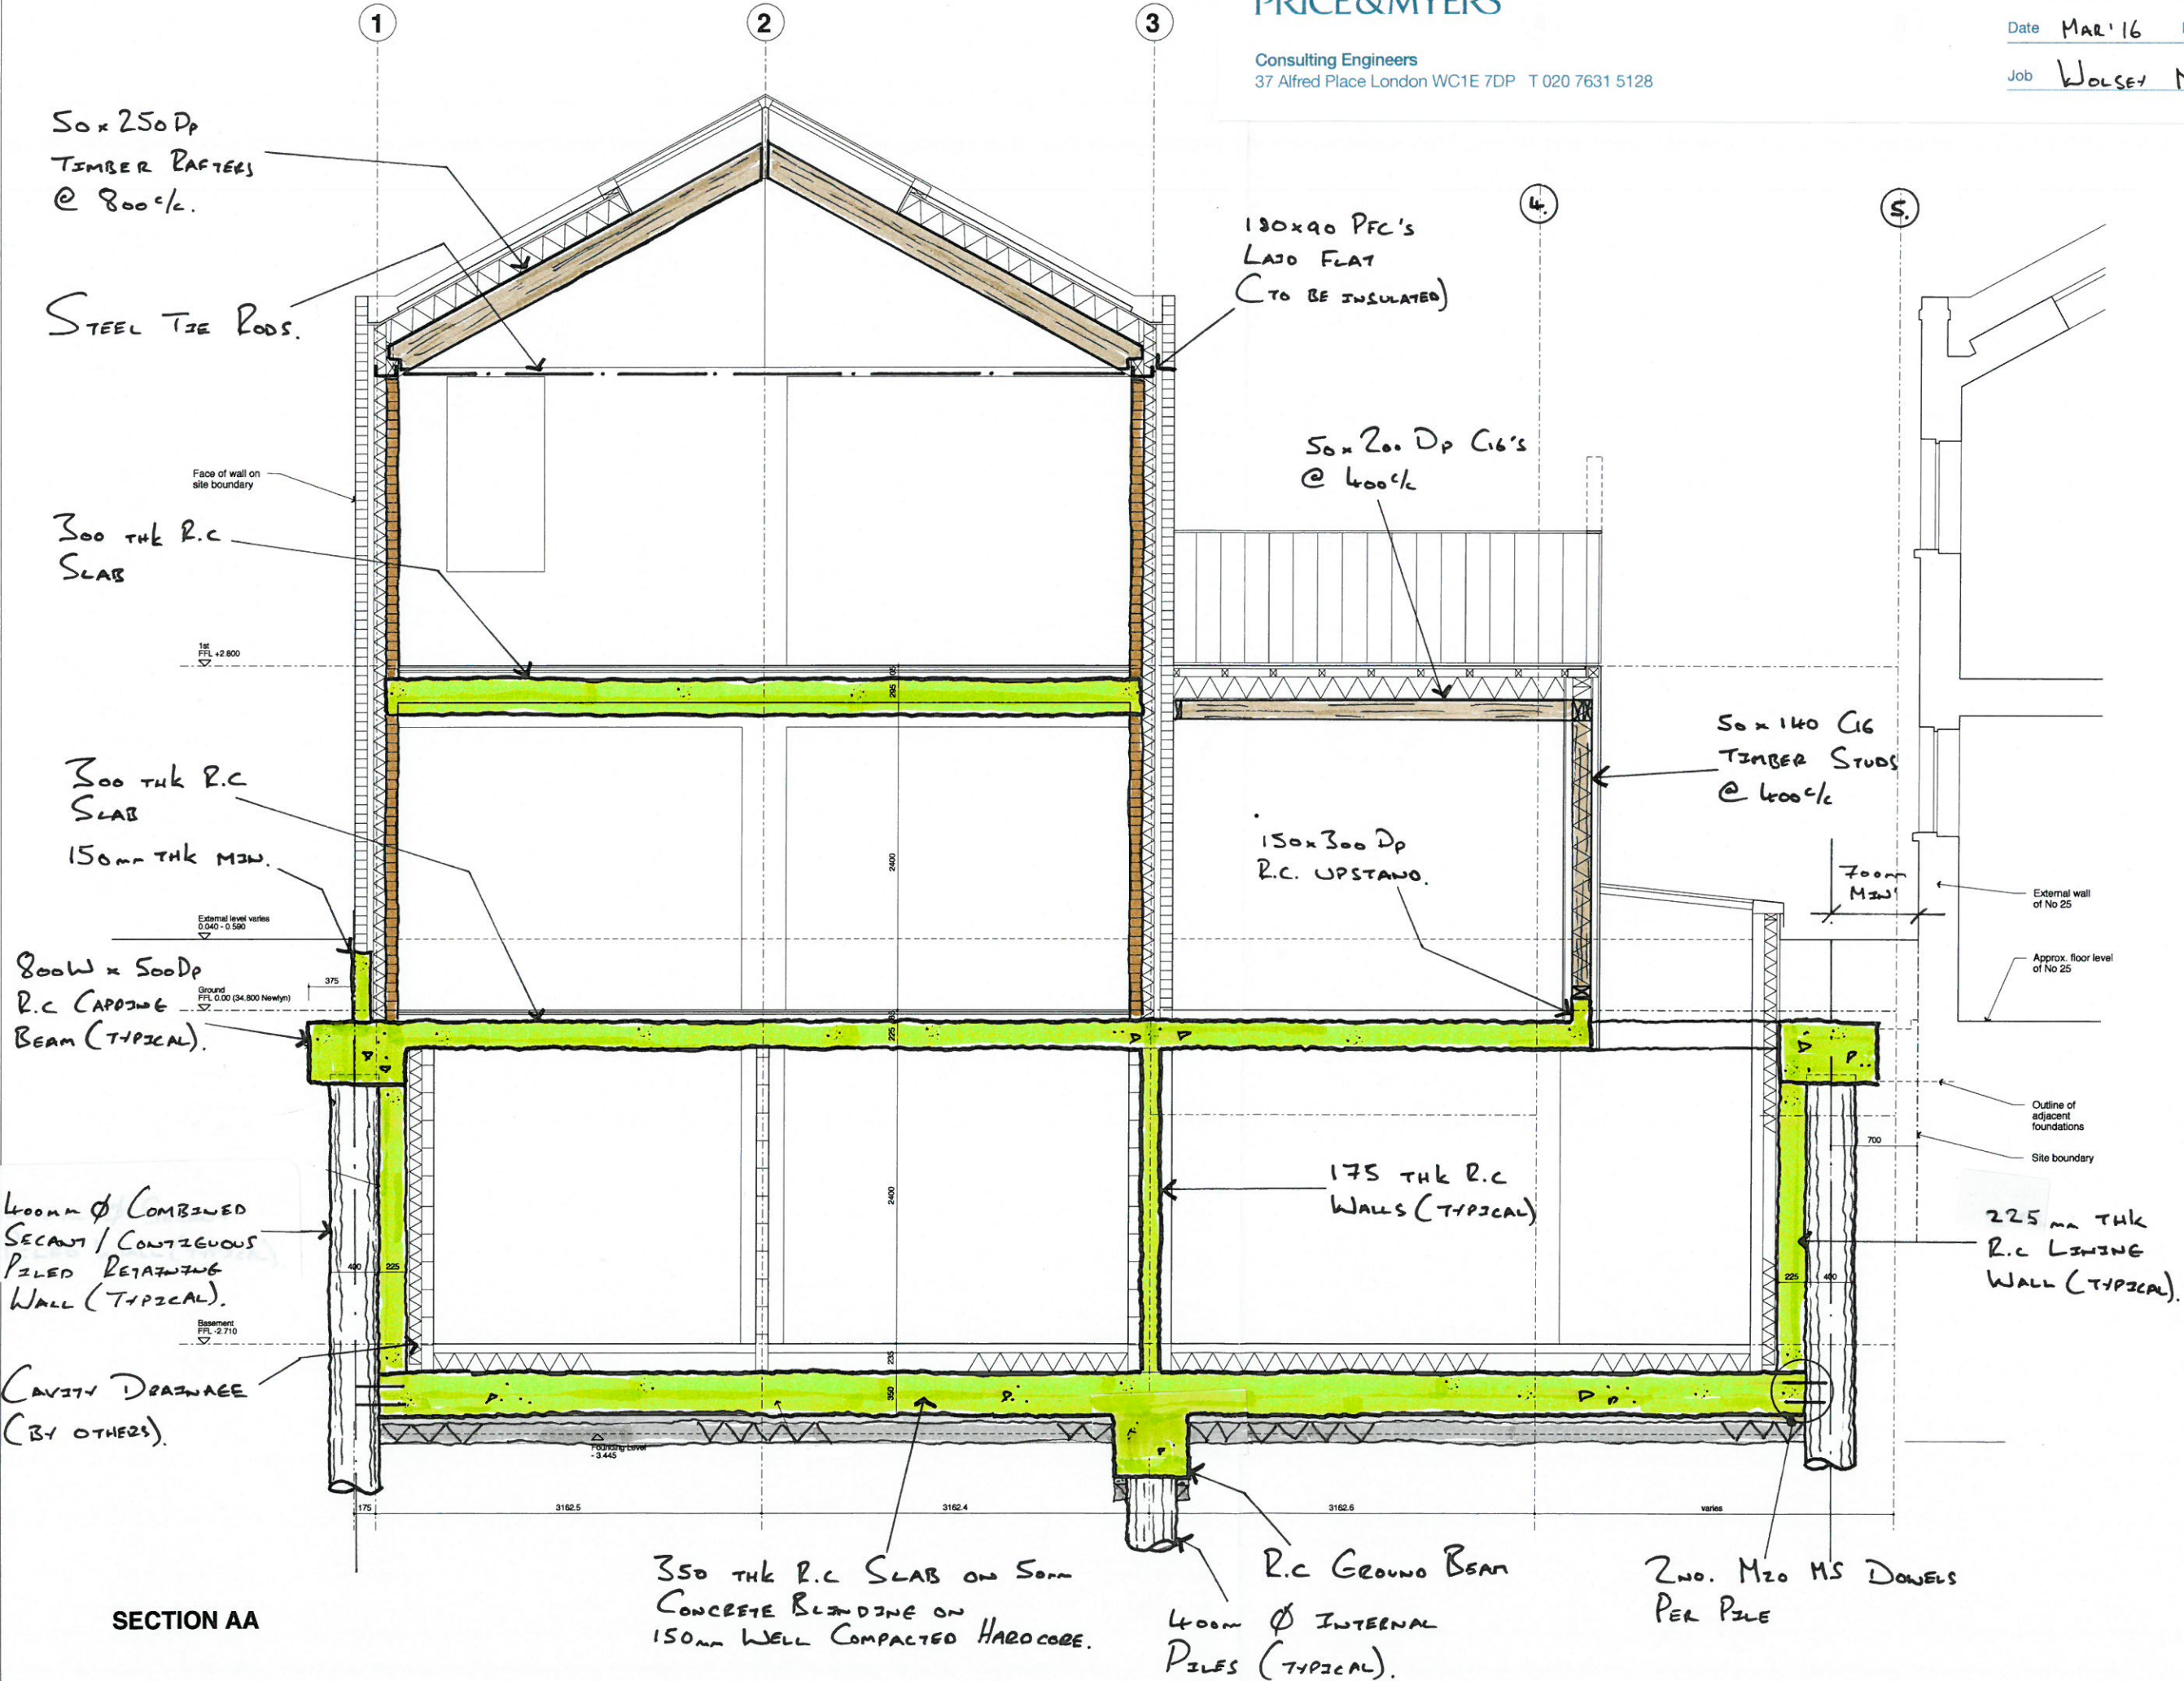 1
2
3
PRICE&MYERS
Consulting Engineers
37 Alfred Place London WC1E 7DP T 020 7631 5128
Date MAR'16
Job WOLSEY
4.
5.
50x250 DP
TIMBER RAFTERS
@ 800 c/c.
STEEL TIE RODS.
180x90 PFC'S
LAID FLAT
(TO BE INSULATED)
50x200 DP C16'S
@ 400 c/c
Face of wall on
site boundary
300 THK R.C
SLAB
1st
FFL +2.800
295
50x140 C16
TIMBER STUDS
@ 400 c/c
300 THK R.C
SLAB
150mm THK MIN.
2400
150x300 DP
R.C. UPSTAND.
700mm
MIN
External wall
of No 25
External level varies
0.040 - 0.590
Approx. floor level
of No 25
800W x 500DP
R.C CAPPING
BEAM (TYPICAL).
375
Ground
FFL 0.00 (34.800 Newlyn)
225
Outline of
adjacent
foundations
700
Site boundary
400mm Ø COMBINED
SECANT / CONTIGUOUS
PILED RETAINING
WALL (TYPICAL).
400
225
2400
175 THK R.C
WALLS (TYPICAL)
225mm THK
R.C LINING
WALL (TYPICAL).
225
400
Basement
FFL -2.710
235
350
CAVITY DRAINAGE
(BY OTHERS).
Founding Level
- 3.445
175
3162.5
3162.4
3162.6
varies
350 THK R.C SLAB ON 50mm
CONCRETE BLINDING ON
150mm WELL COMPACTED HARDCORE.
R.C GROUND BEAM
400mm Ø INTERNAL
PILES (TYPICAL).
2NO. M20 MS DOWELS
PER PILE
SECTION AA